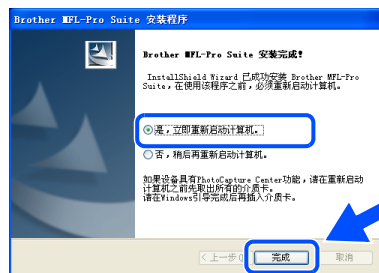 Brother MFL-Pro Suite 安装程序
Brother MFL-Pro Suite 安装完成!
InstallShield Wizard 已成功安装 Brother MFL-Pro
Suite,在使用该程序之前,必须重新启动计算机。
是,立即重新启动计算机。
否,稍后再重新启动计算机。
如果设备具有PhotoCapture Center功能,请在重新启动
计算机之前先取出所有的介质卡。
请在Windows引导完成后再插入介质卡。
<上一步 完成 取消